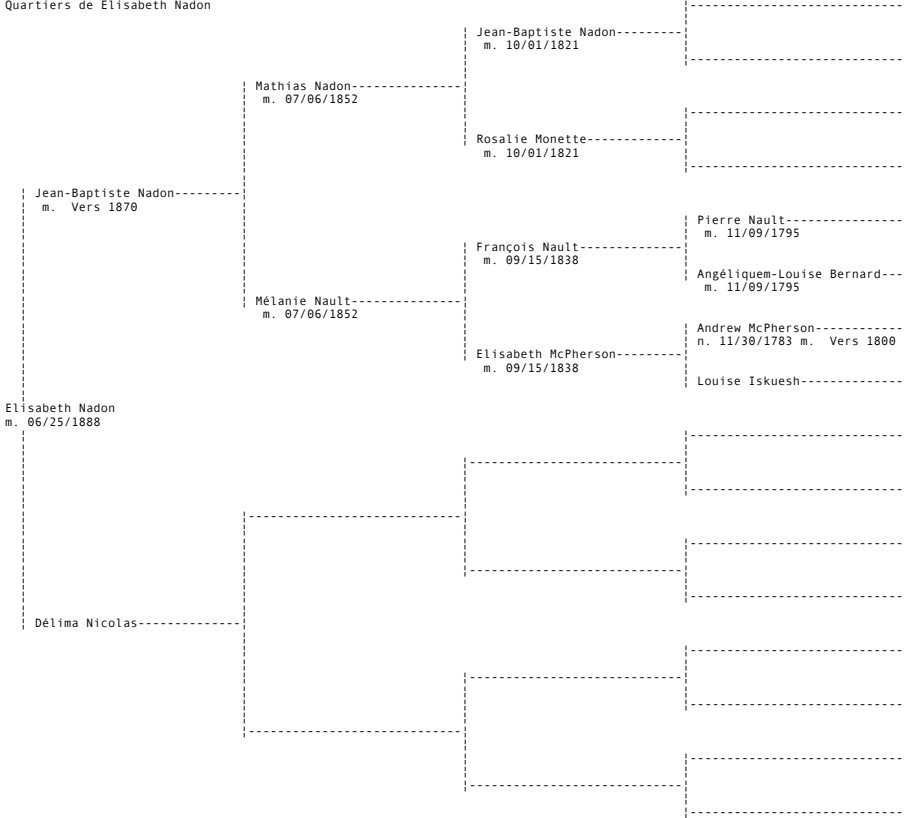 Quartiers de Elisabeth Nadon
Jean-Baptiste Nadon
m. 10/01/1821
Mathias Nadon
m. 07/06/1852
Rosalie Monette
m. 10/01/1821
Jean-Baptiste Nadon
m. Vers 1870
Pierre Nault
m. 11/09/1795
François Nault
m. 09/15/1838
Angéliquem-Louise Bernard
m. 11/09/1795
Mélanie Nault
m. 07/06/1852
Andrew McPherson
n. 11/30/1783 m. Vers 1800
Elisabeth McPherson
m. 09/15/1838
Louise Iskuesh
Elisabeth Nadon
m. 06/25/1888
Délima Nicolas